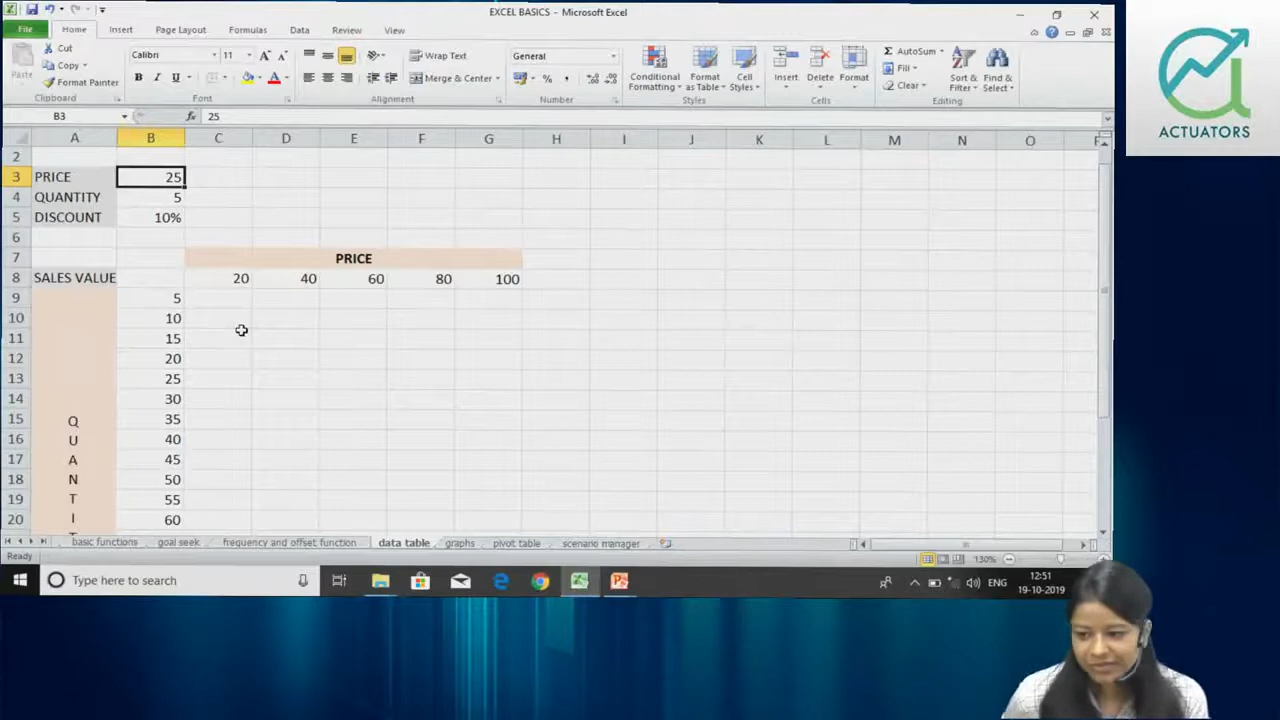 EXCEL BASICS - Microsoft Excel
File Home Insert Page Layout Formulas Data Review View
Paste Cut Copy Format Painter Clipboard
Calibri 11 A A B I U A Font
Wrap Text Merge & Center Alignment
General % , Number
Conditional Formatting Format as Table Cell Styles Styles
Insert Delete Format Cells
Σ AutoSum Fill Clear Sort & Filter Find & Select Editing
B3 fx 25
A B C D E F G H I J K L M N O
2
3 PRICE 25
4 QUANTITY 5
5 DISCOUNT 10%
6
7 PRICE
8 SALES VALUE 20 40 60 80 100
9 5
10 10
11 15
12 20
13 25
14 30
15 Q 35
16 U 40
17 A 45
18 N 50
19 T 55
20 I 60
basic functions goal seek frequency and offset function data table graphs pivot table scenario manager
Ready 130%
Type here to search ENG 12:51
19-10-2019
ACTUATORS